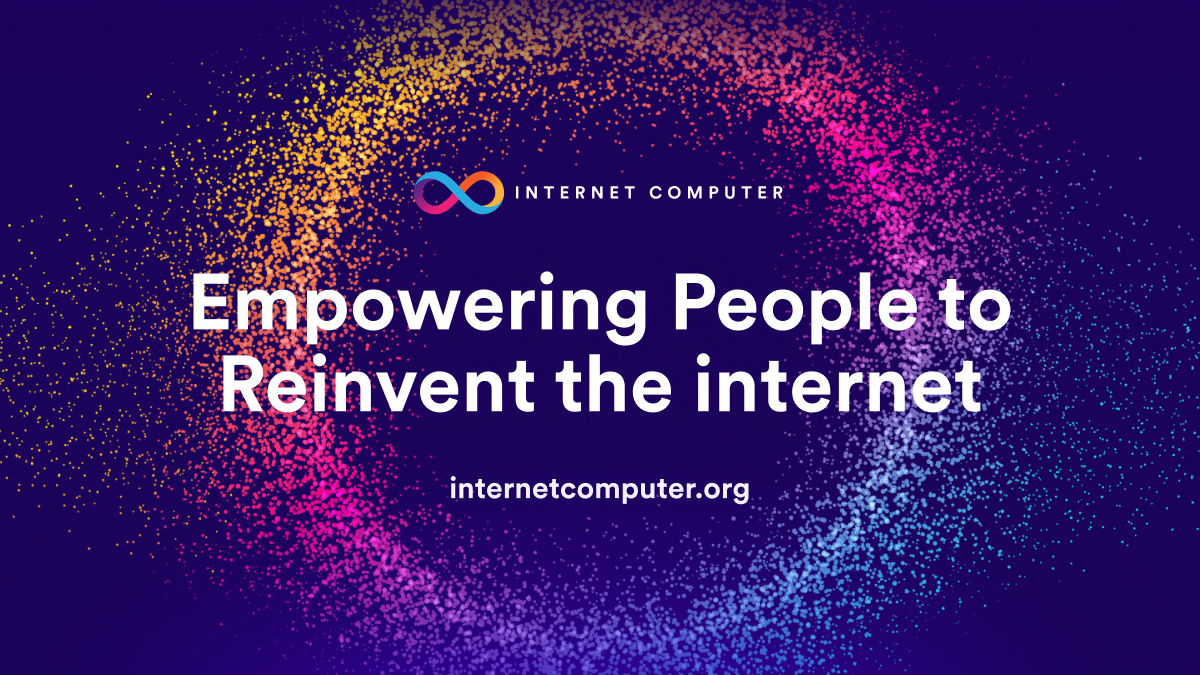 INTERNET COMPUTER
Empowering People to
Reinvent the internet
internetcomputer.org